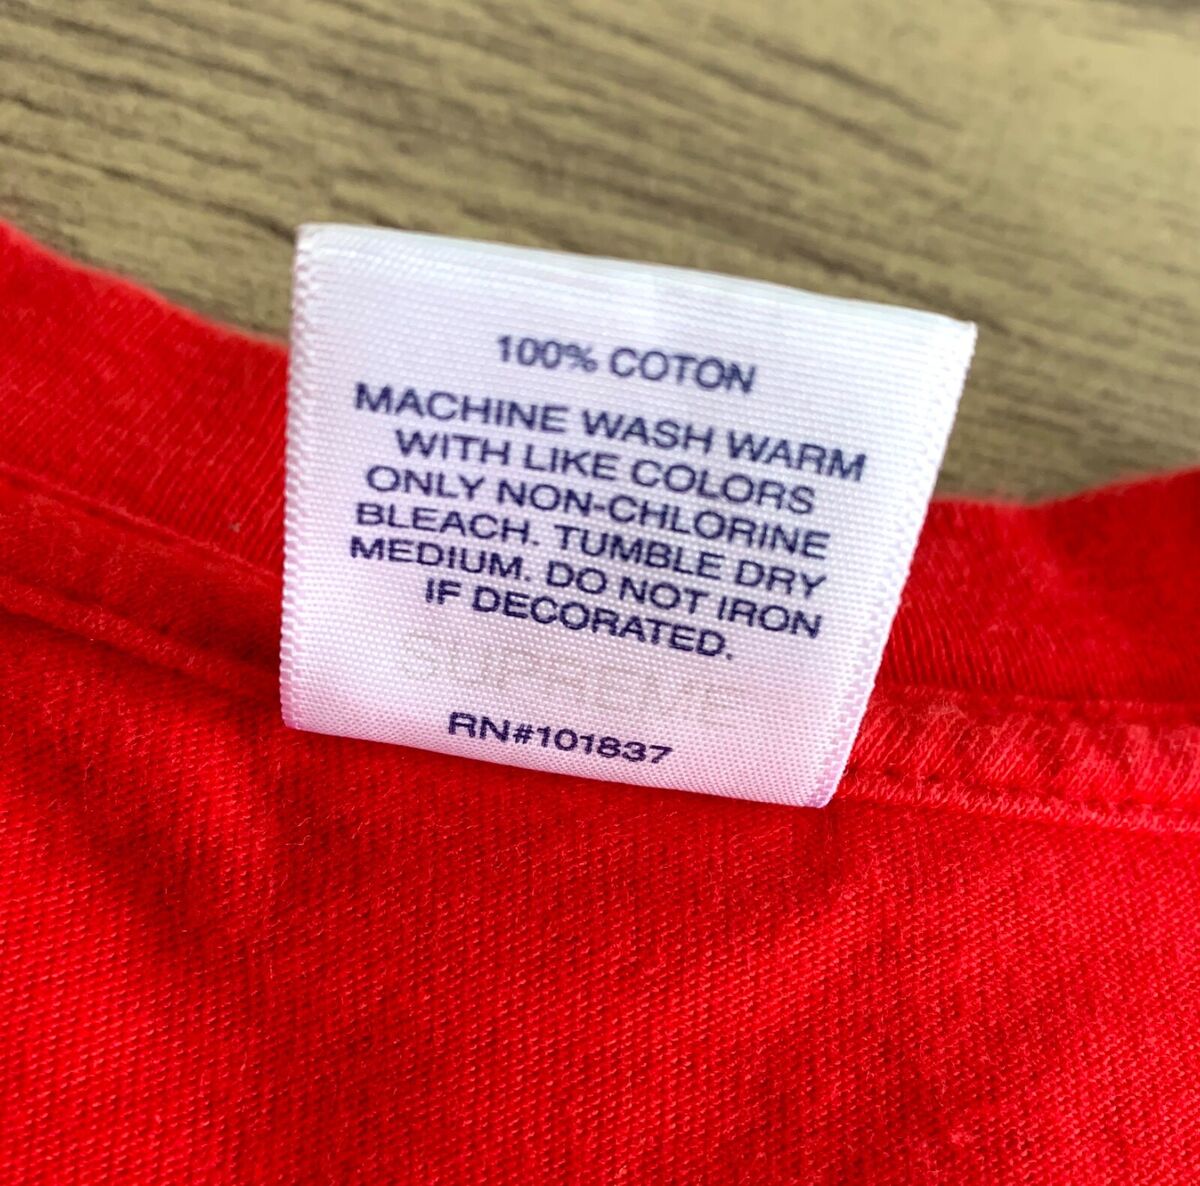 100% COTON
MACHINE WASH WARM
WITH LIKE COLORS
ONLY NON-CHLORINE
BLEACH. TUMBLE DRY
MEDIUM. DO NOT IRON
IF DECORATED.
SUPREME
RN#101837